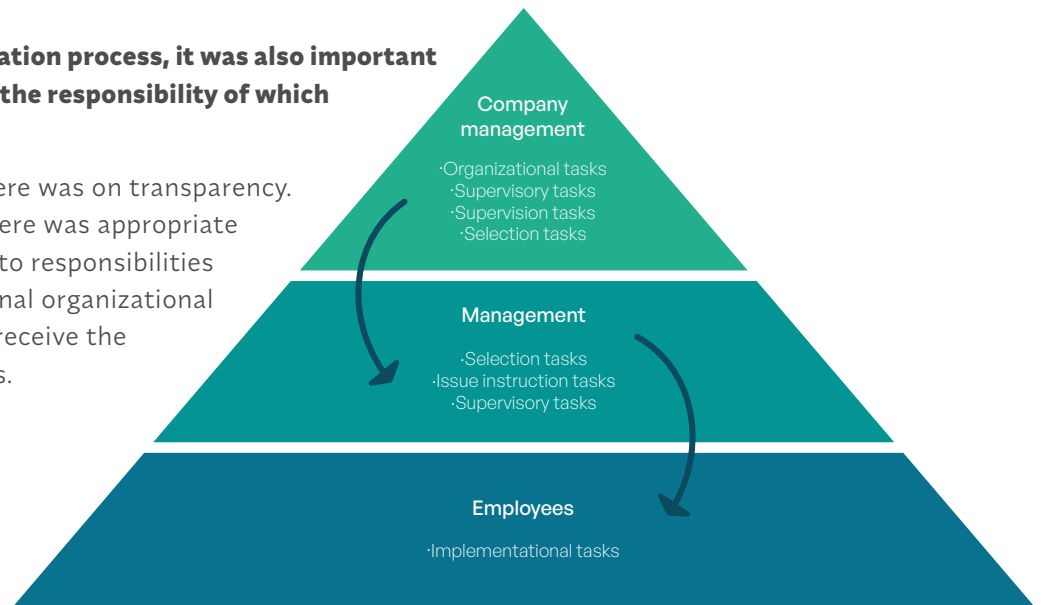 ation process, it was also important
the responsibility of which
ere was on transparency.
ere was appropriate
to responsibilities
nal organizational
receive the
s.
Company
management
·Organizational tasks
·Supervisory tasks
·Supervision tasks
·Selection tasks
Management
·Selection tasks
·Issue instruction tasks
·Supervisory tasks
Employees
·Implementational tasks